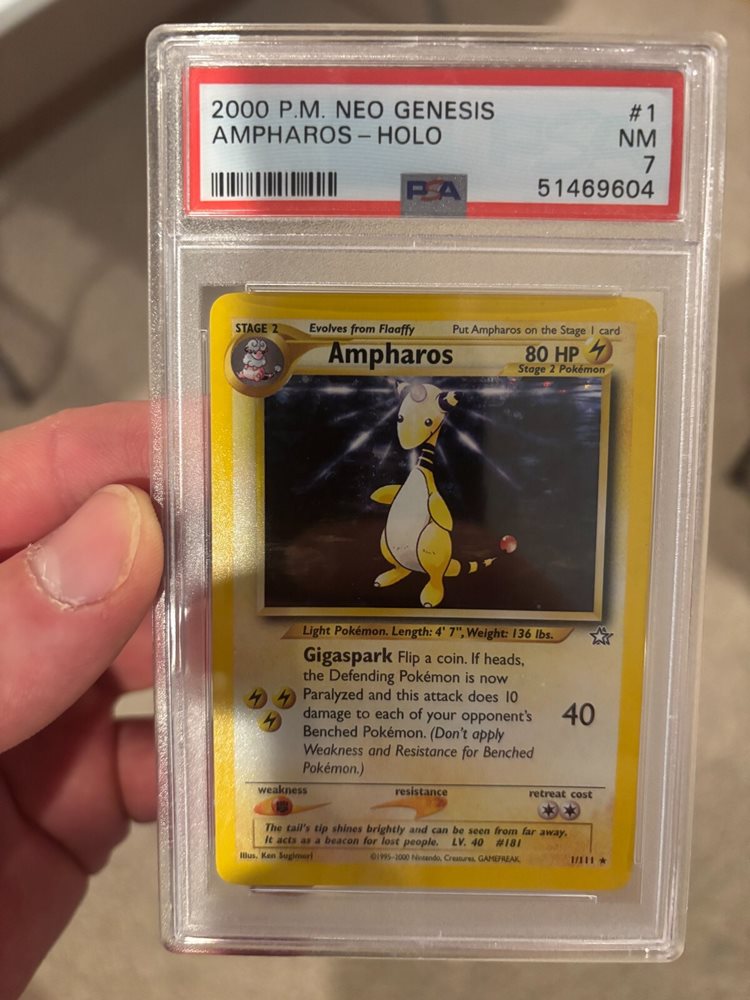 2000 P.M. NEO GENESIS #1
AMPHAROS - HOLO NM
7
PSA 51469604
STAGE 2 Evolves from Flaaffy Put Ampharos on the Stage 1 card
Ampharos 80 HP
Stage 2 Pokémon
Light Pokémon. Length: 4' 7", Weight: 136 lbs.
Gigaspark Flip a coin. If heads,
the Defending Pokémon is now
Paralyzed and this attack does 10
damage to each of your opponent's 40
Benched Pokémon. (Don't apply
Weakness and Resistance for Benched
Pokémon.)
weakness resistance retreat cost
The tail's tip shines brightly and can be seen from far away.
It acts as a beacon for lost people. LV. 40 #181
Illus. Ken Sugimori ©1995-2000 Nintendo, Creatures, GAMEFREAK. 1/111 ★